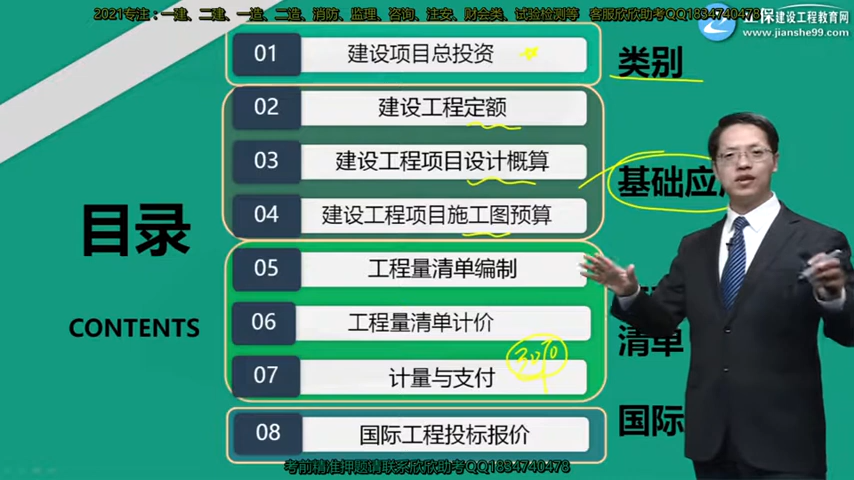 2021专注：一建、二建、一造、二造、消防、监理、咨询、注安、财会类、试验检测等 客服欣欣助考QQ1834740478
建设工程教育网
www.jianshe99.com
目录
CONTENTS
01 建设项目总投资
02 建设工程定额
03 建设工程项目设计概算
04 建设工程项目施工图预算
05 工程量清单编制
06 工程量清单计价
07 计量与支付
30%
08 国际工程投标报价
类别
基础应
清单
国际
考前精准押题请联系欣欣助考QQ1834740478